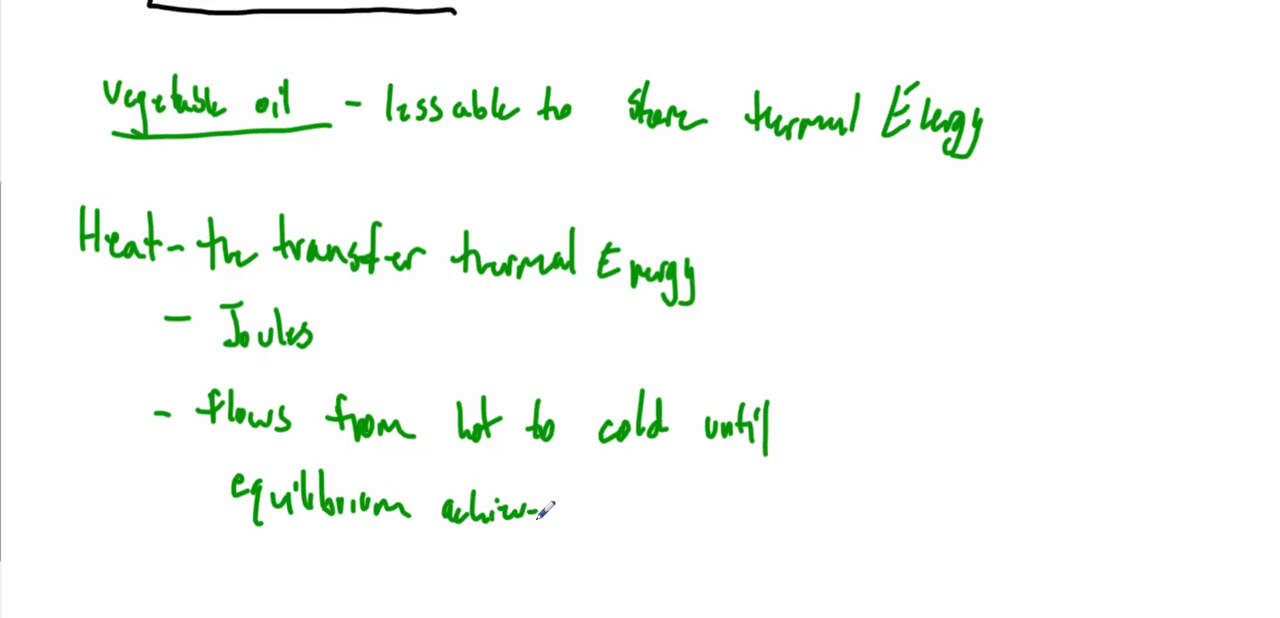 vegetable oil - less able to store thermal Energy
Heat - the transfer thermal Energy
- Joules
- flows from hot to cold until
equilibrium